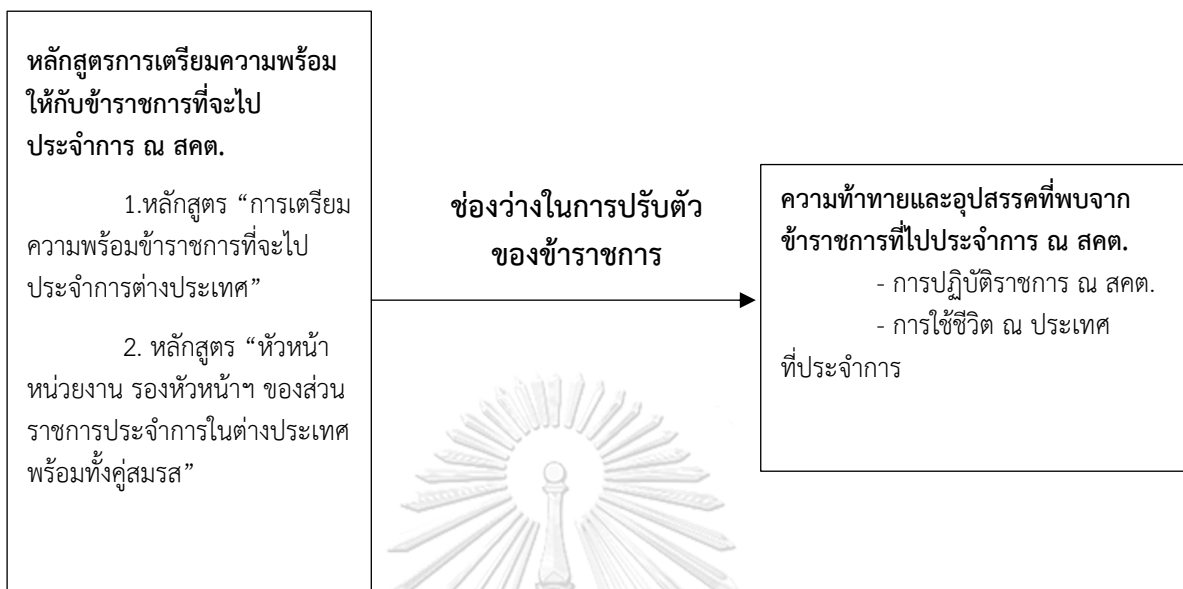 หลักสูตรการเตรียมความพร้อม
ให้กับข้าราชการที่จะไป
ประจำการ ณ สคต.
1.หลักสูตร “การเตรียม
ความพร้อมข้าราชการที่จะไป
ประจำการต่างประเทศ”
2. หลักสูตร “หัวหน้า
หน่วยงาน รองหัวหน้าฯ ของส่วน
ราชการประจำการในต่างประเทศ
พร้อมทั้งคู่สมรส”
ช่องว่างในการปรับตัว
ของข้าราชการ
ความท้าทายและอุปสรรคที่พบจาก
ข้าราชการที่ไปประจำการ ณ สคต.
- การปฏิบัติราชการ ณ สคต.
- การใช้ชีวิต ณ ประเทศ
ที่ประจำการ